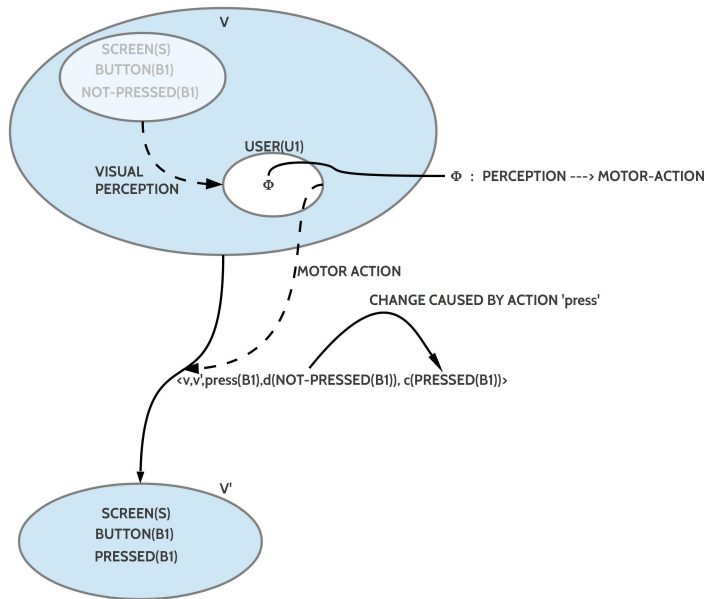 V
SCREEN(S)
BUTTON(B1)
NOT-PRESSED(B1)
USER(U1)
VISUAL
PERCEPTION
Φ
Φ : PERCEPTION ---> MOTOR-ACTION
MOTOR ACTION
CHANGE CAUSED BY ACTION 'press'
<v,v',press(B1),d(NOT-PRESSED(B1)), c(PRESSED(B1))>
V'
SCREEN(S)
BUTTON(B1)
PRESSED(B1)